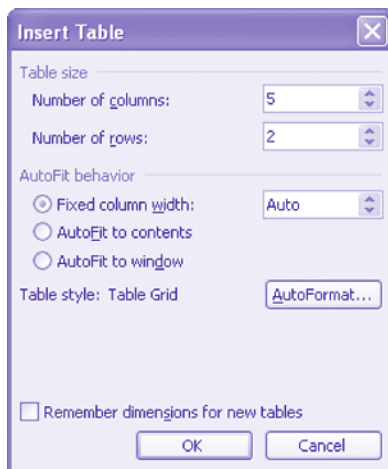 Insert Table
Table size
Number of columns: 5
Number of rows: 2
AutoFit behavior
Fixed column width: Auto
AutoFit to contents
AutoFit to window
Table style: Table Grid AutoFormat...
Remember dimensions for new tables
OK Cancel